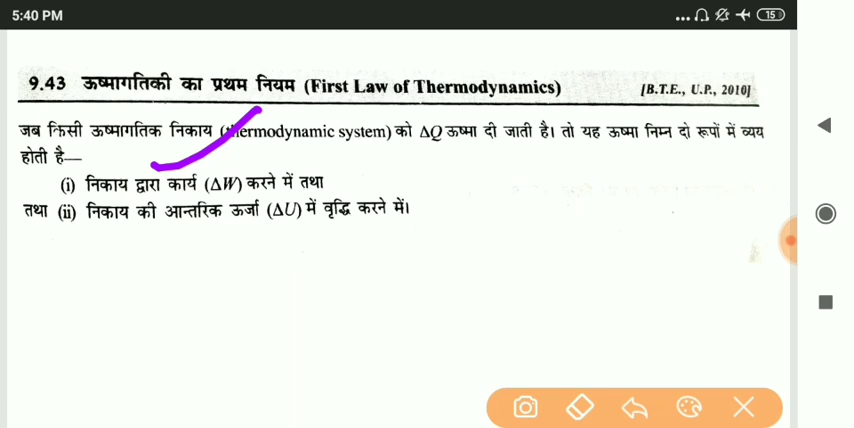 5:40 PM
15
9.43 ऊष्मागतिकी का प्रथम नियम (First Law of Thermodynamics) [B.T.E., U.P., 2010]
जब किसी ऊष्मागतिक निकाय (thermodynamic system) को ΔQ ऊष्मा दी जाती है। तो यह ऊष्मा निम्न दो रूपों में व्यय
होती है—
(i) निकाय द्वारा कार्य (ΔW) करने में तथा
तथा (ii) निकाय की आन्तरिक ऊर्जा (ΔU) में वृद्धि करने में।